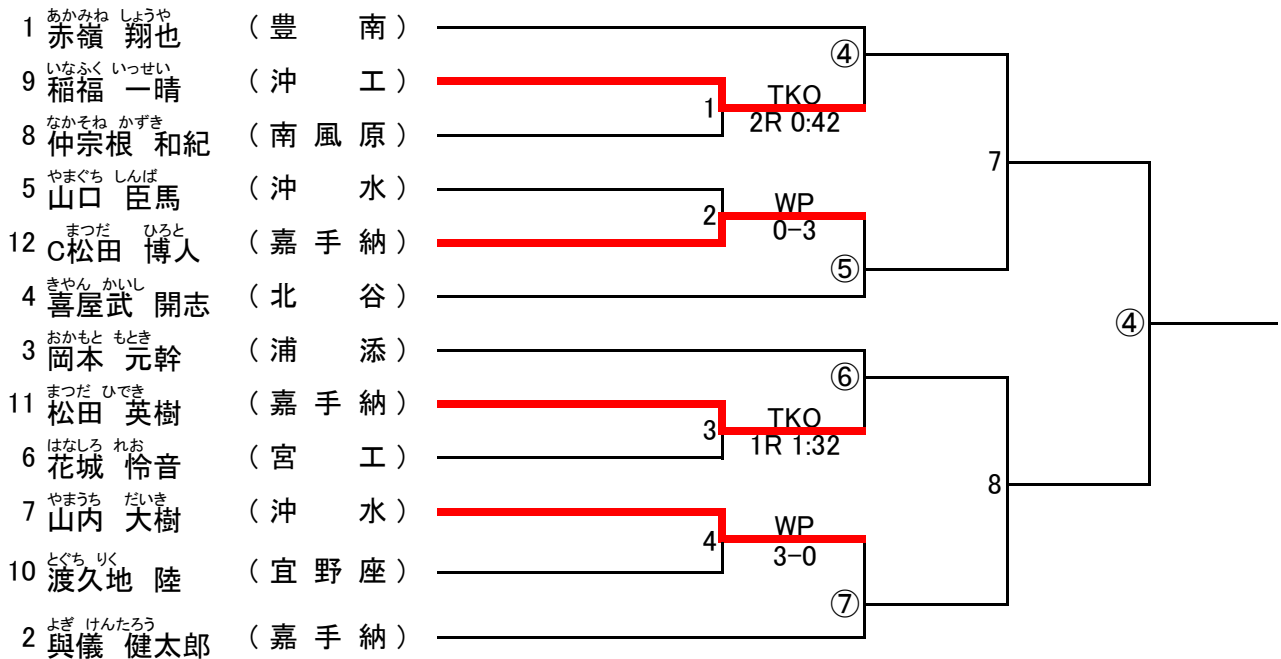 あかみね しょうや
1 赤嶺 翔也 (豊 南)
④
いなふく いっせい
9 稲福 一晴 (沖 工)
1 TKO
2R 0:42
なかそね かずき
8 仲宗根 和紀 (南風原)
7
やまぐち しんば
5 山口 臣馬 (沖 水)
2 WP
0-3
まつだ ひろと
12 C松田 博人 (嘉手納)
⑤
きやん かいし
4 喜屋武 開志 (北 谷)
④
おかもと もとき
3 岡本 元幹 (浦 添)
⑥
まつだ ひでき
11 松田 英樹 (嘉手納)
3 TKO
1R 1:32
はなしろ れお
6 花城 怜音 (宮 工)
8
やまうち だいき
7 山内 大樹 (沖 水)
4 WP
3-0
とぐち りく
10 渡久地 陸 (宜野座)
⑦
よぎ けんたろう
2 與儀 健太郎 (嘉手納)